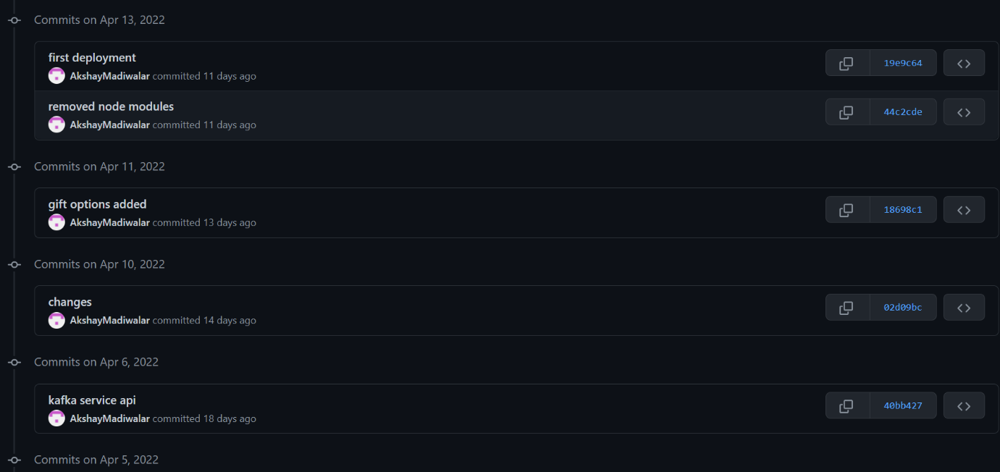 Commits on Apr 13, 2022
first deployment
19e9c64
AkshayMadiwalar committed 11 days ago
removed node modules
44c2cde
AkshayMadiwalar committed 11 days ago
Commits on Apr 11, 2022
gift options added
18698c1
AkshayMadiwalar committed 13 days ago
Commits on Apr 10, 2022
changes
02d09bc
AkshayMadiwalar committed 14 days ago
Commits on Apr 6, 2022
kafka service api
40bb427
AkshayMadiwalar committed 18 days ago
Commits on Apr 5, 2022